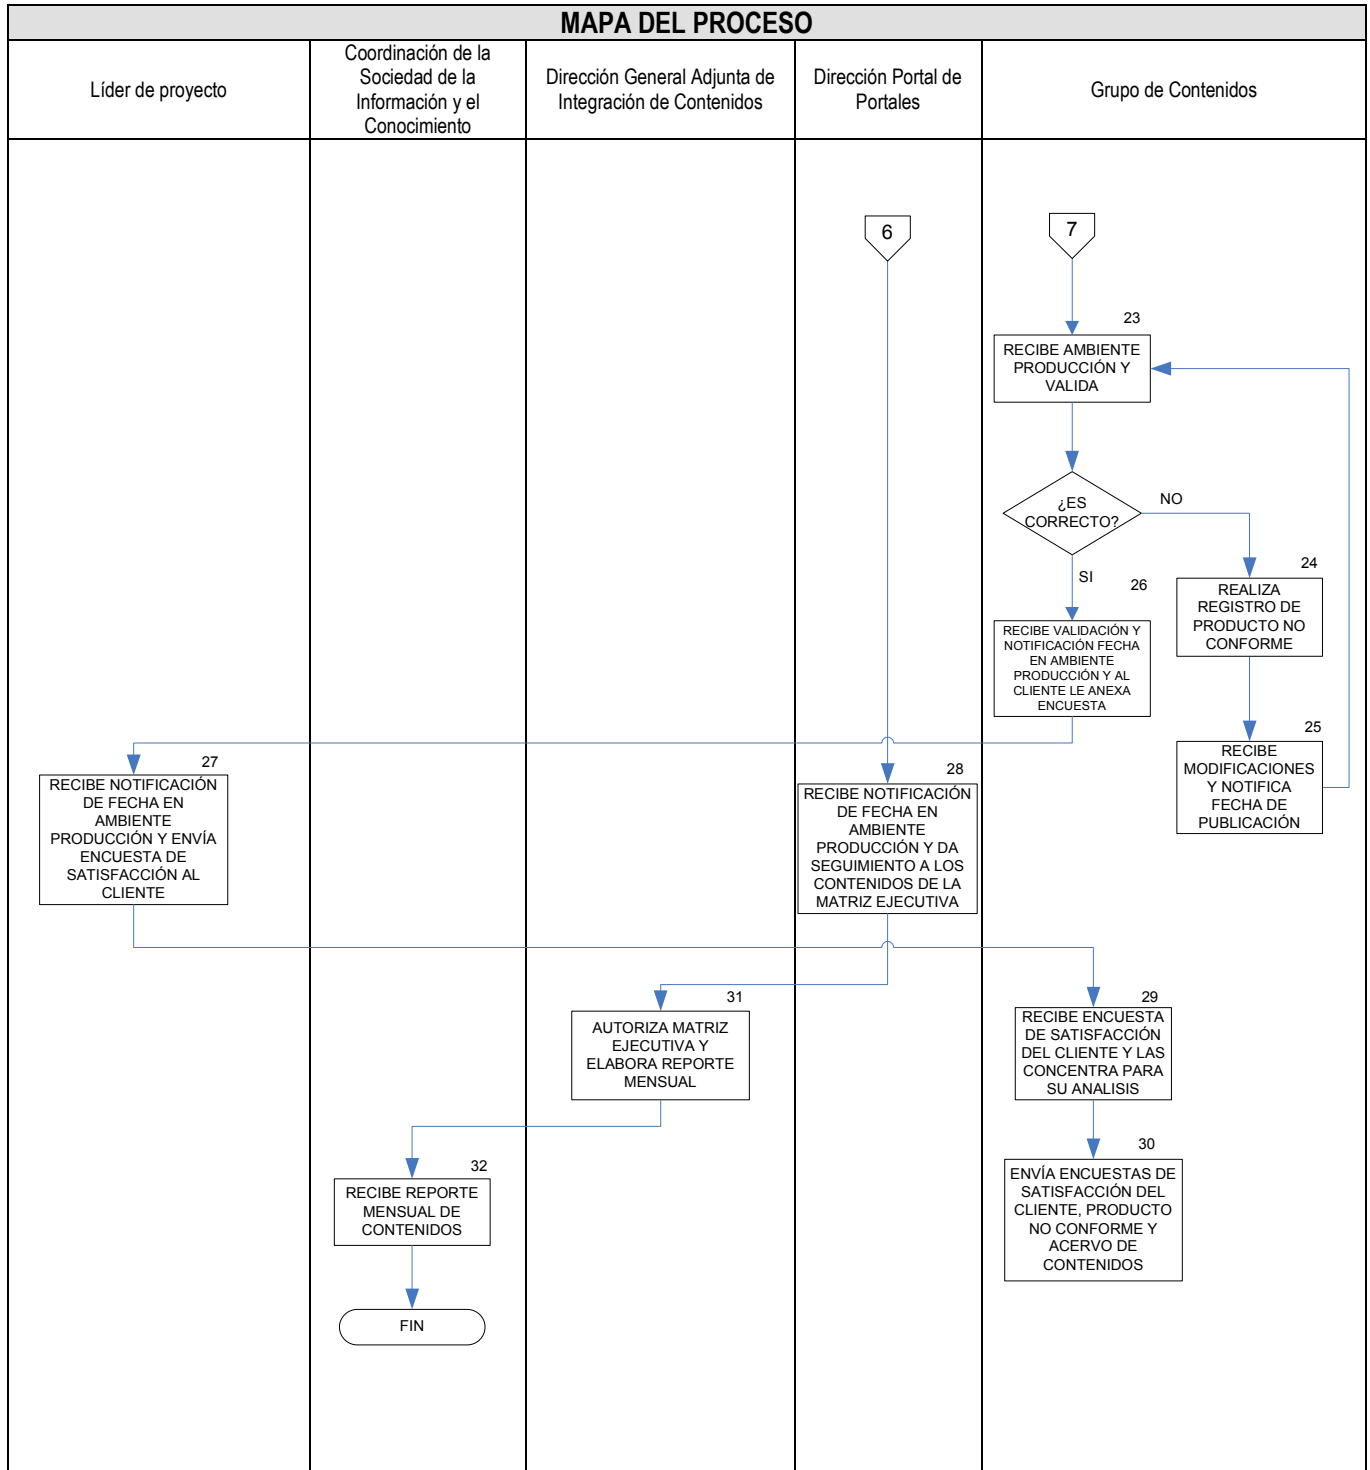 MAPA DEL PROCESO
Líder de proyecto
Coordinación de la
Sociedad de la
Información y el
Conocimiento
Dirección General Adjunta de
Integración de Contenidos
Dirección Portal de
Portales
Grupo de Contenidos
6
7
23
RECIBE AMBIENTE
PRODUCCIÓN Y
VALIDA
¿ES
CORRECTO?
NO
SI
24
REALIZA
REGISTRO DE
PRODUCTO NO
CONFORME
26
RECIBE VALIDACIÓN Y
NOTIFICACIÓN FECHA
EN AMBIENTE
PRODUCCIÓN Y AL
CLIENTE LE ANEXA
ENCUESTA
25
RECIBE
MODIFICACIONES
Y NOTIFICA
FECHA DE
PUBLICACIÓN
27
RECIBE NOTIFICACIÓN
DE FECHA EN
AMBIENTE
PRODUCCIÓN Y ENVÍA
ENCUESTA DE
SATISFACCIÓN AL
CLIENTE
28
RECIBE NOTIFICACIÓN
DE FECHA EN
AMBIENTE
PRODUCCIÓN Y DA
SEGUIMIENTO A LOS
CONTENIDOS DE LA
MATRIZ EJECUTIVA
31
AUTORIZA MATRIZ
EJECUTIVA Y
ELABORA REPORTE
MENSUAL
29
RECIBE ENCUESTA
DE SATISFACCIÓN
DEL CLIENTE Y LAS
CONCENTRA PARA
SU ANALISIS
32
RECIBE REPORTE
MENSUAL DE
CONTENIDOS
30
ENVÍA ENCUESTAS DE
SATISFACCIÓN DEL
CLIENTE, PRODUCTO
NO CONFORME Y
ACERVO DE
CONTENIDOS
FIN